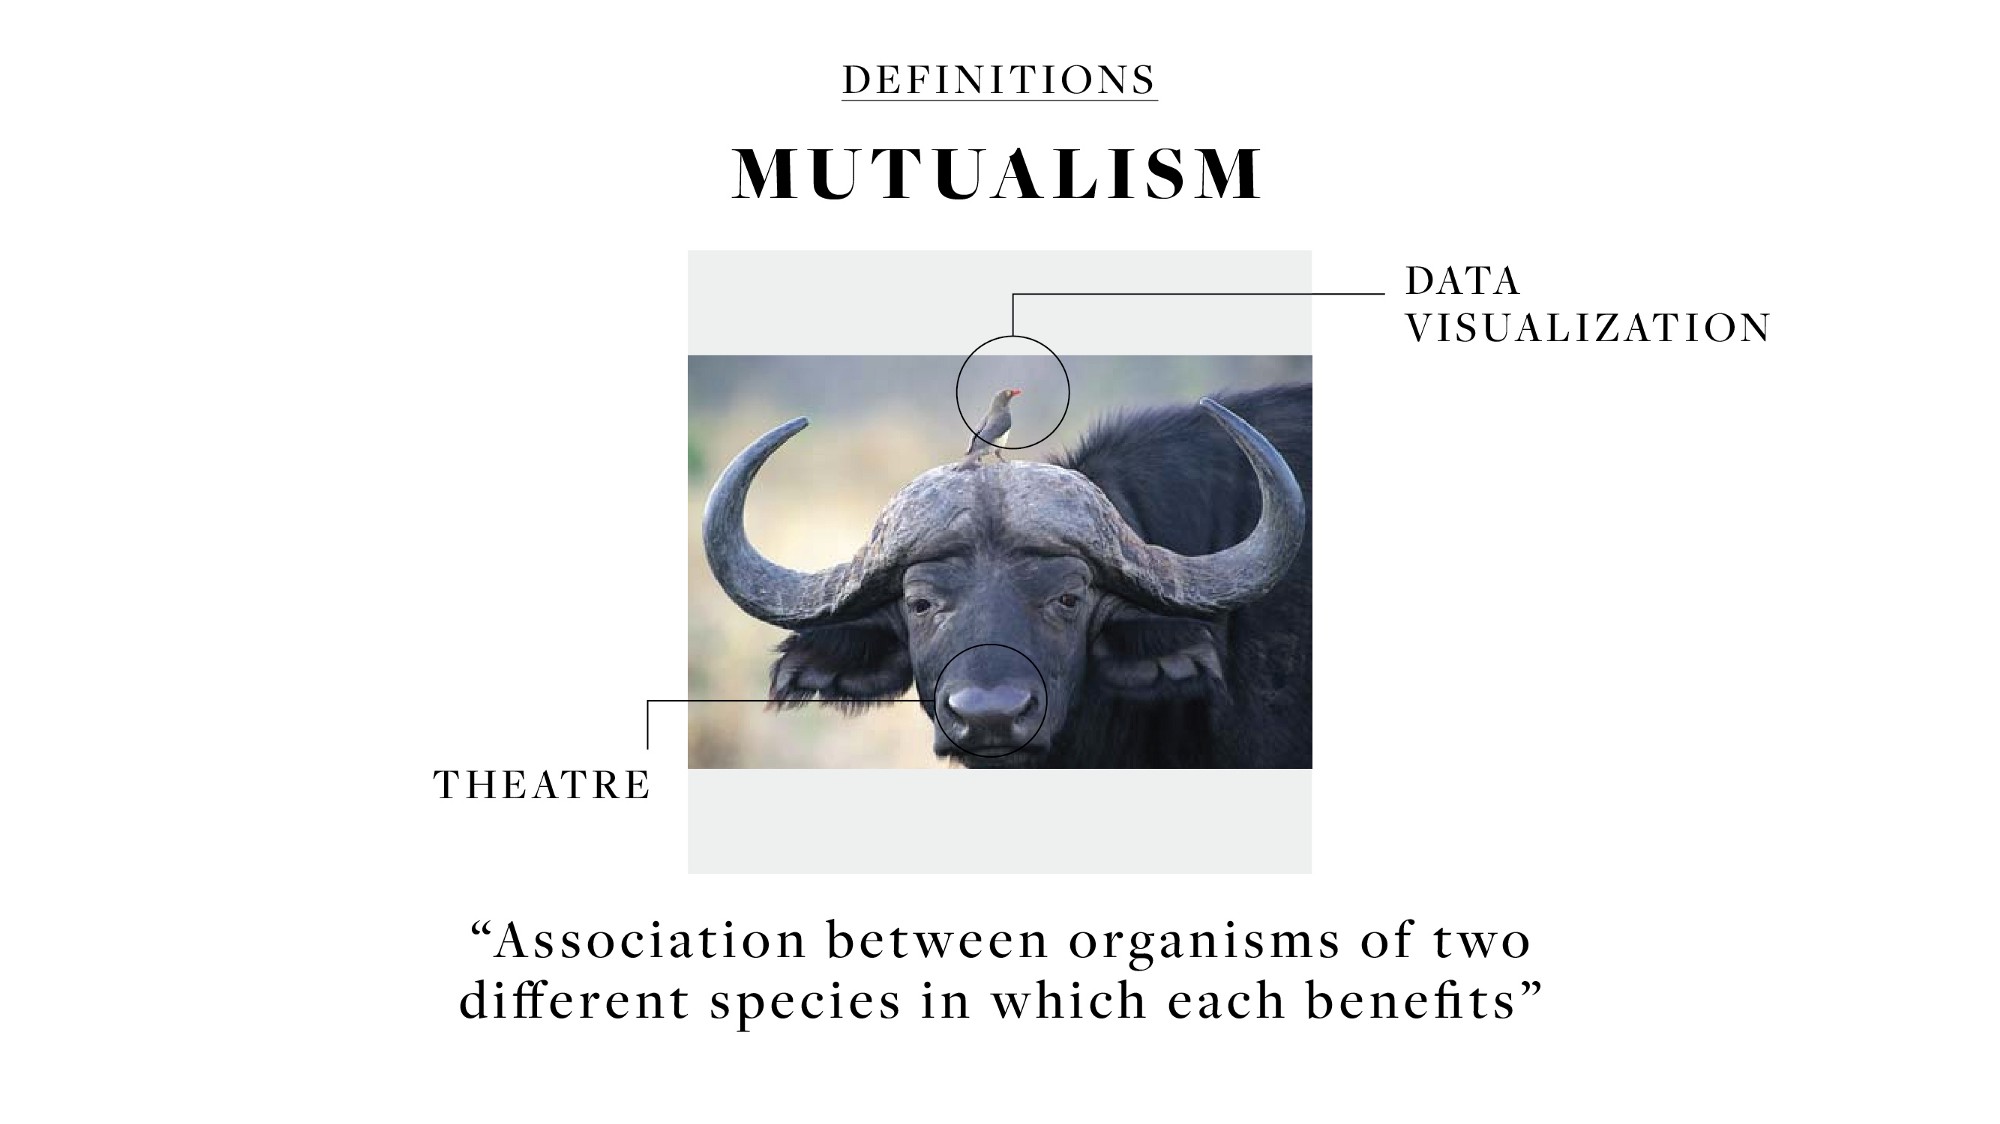 DEFINITIONS
MUTUALISM
DATA
VISUALIZATION
THEATRE
“Association between organisms of two
different species in which each benefits”